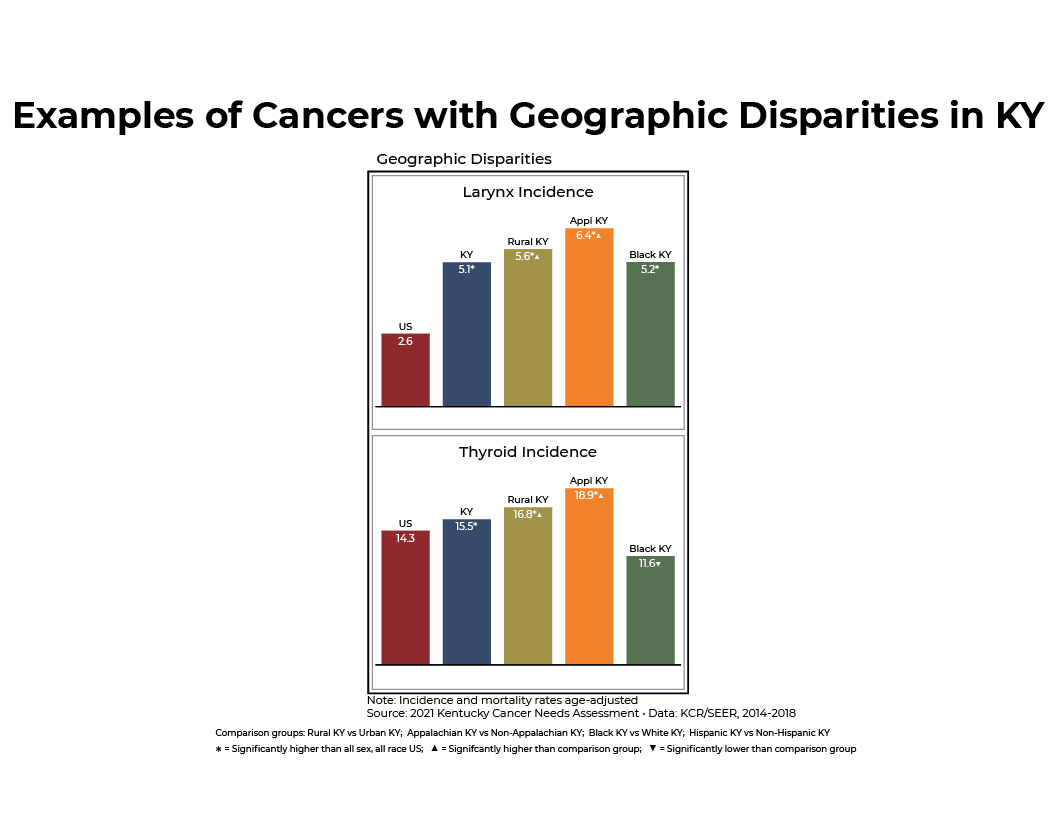 Examples of Cancers with Geographic Disparities in KY
Geographic Disparities
Larynx Incidence
US
2.6
KY
5.1*
Rural KY
5.6*▲
Appl KY
6.4*▲
Black KY
5.2*
Thyroid Incidence
US
14.3
KY
15.5*
Rural KY
16.8*▲
Appl KY
18.9*▲
Black KY
11.6▼
Note: Incidence and mortality rates age-adjusted
Source: 2021 Kentucky Cancer Needs Assessment • Data: KCR/SEER, 2014-2018
Comparison groups: Rural KY vs Urban KY; Appalachian KY vs Non-Appalachian KY; Black KY vs White KY; Hispanic KY vs Non-Hispanic KY
* = Significantly higher than all sex, all race US; ▲ = Signifcantly higher than comparison group; ▼ = Significantly lower than comparison group